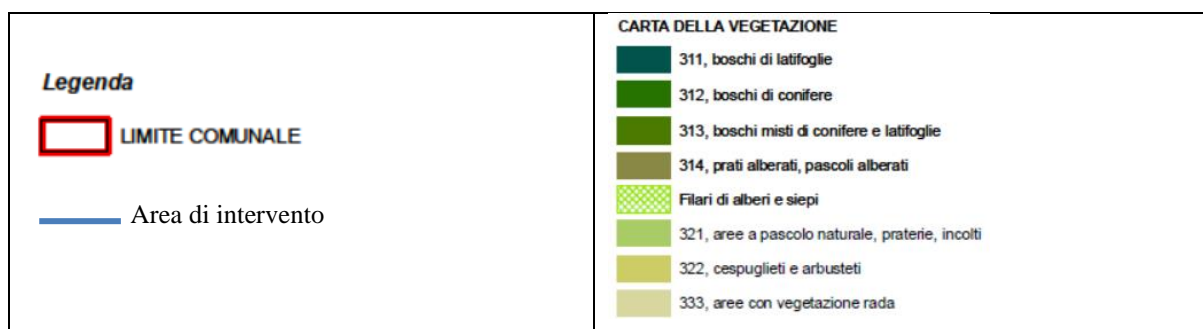 Legenda
LIMITE COMUNALE
Area di intervento
CARTA DELLA VEGETAZIONE
311, boschi di latifoglie
312, boschi di conifere
313, boschi misti di conifere e latifoglie
314, prati alberati, pascoli alberati
Filari di alberi e siepi
321, aree a pascolo naturale, praterie, incolti
322, cespuglieti e arbusteti
333, aree con vegetazione rada